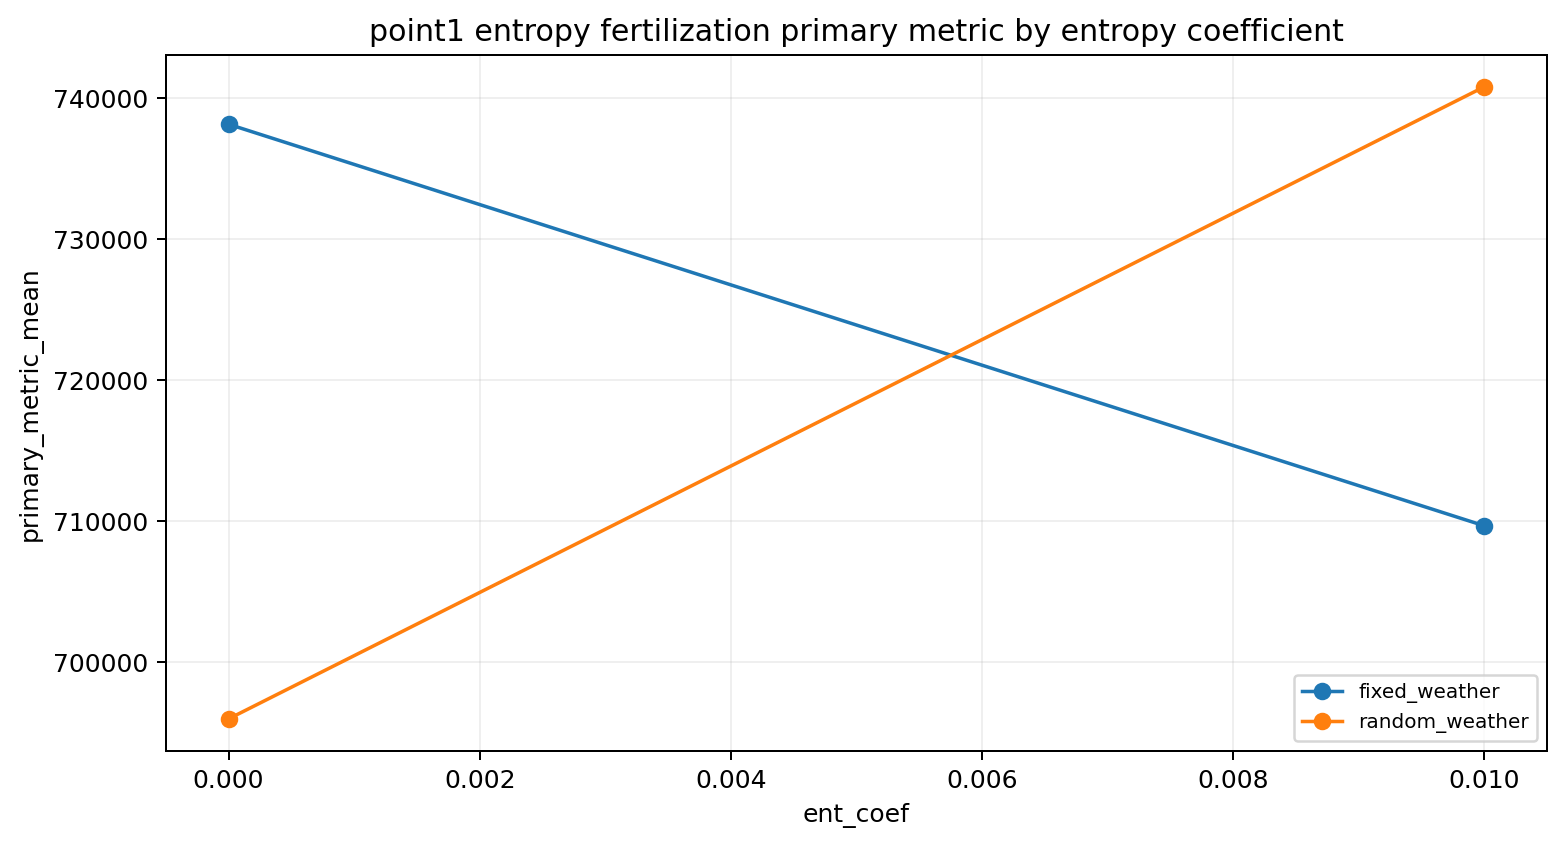 point1 entropy fertilization primary metric by entropy coefficient
primary_metric_mean
740000
730000
720000
710000
700000
0.000
0.002
0.004
0.006
0.008
0.010
ent_coef
fixed_weather
random_weather